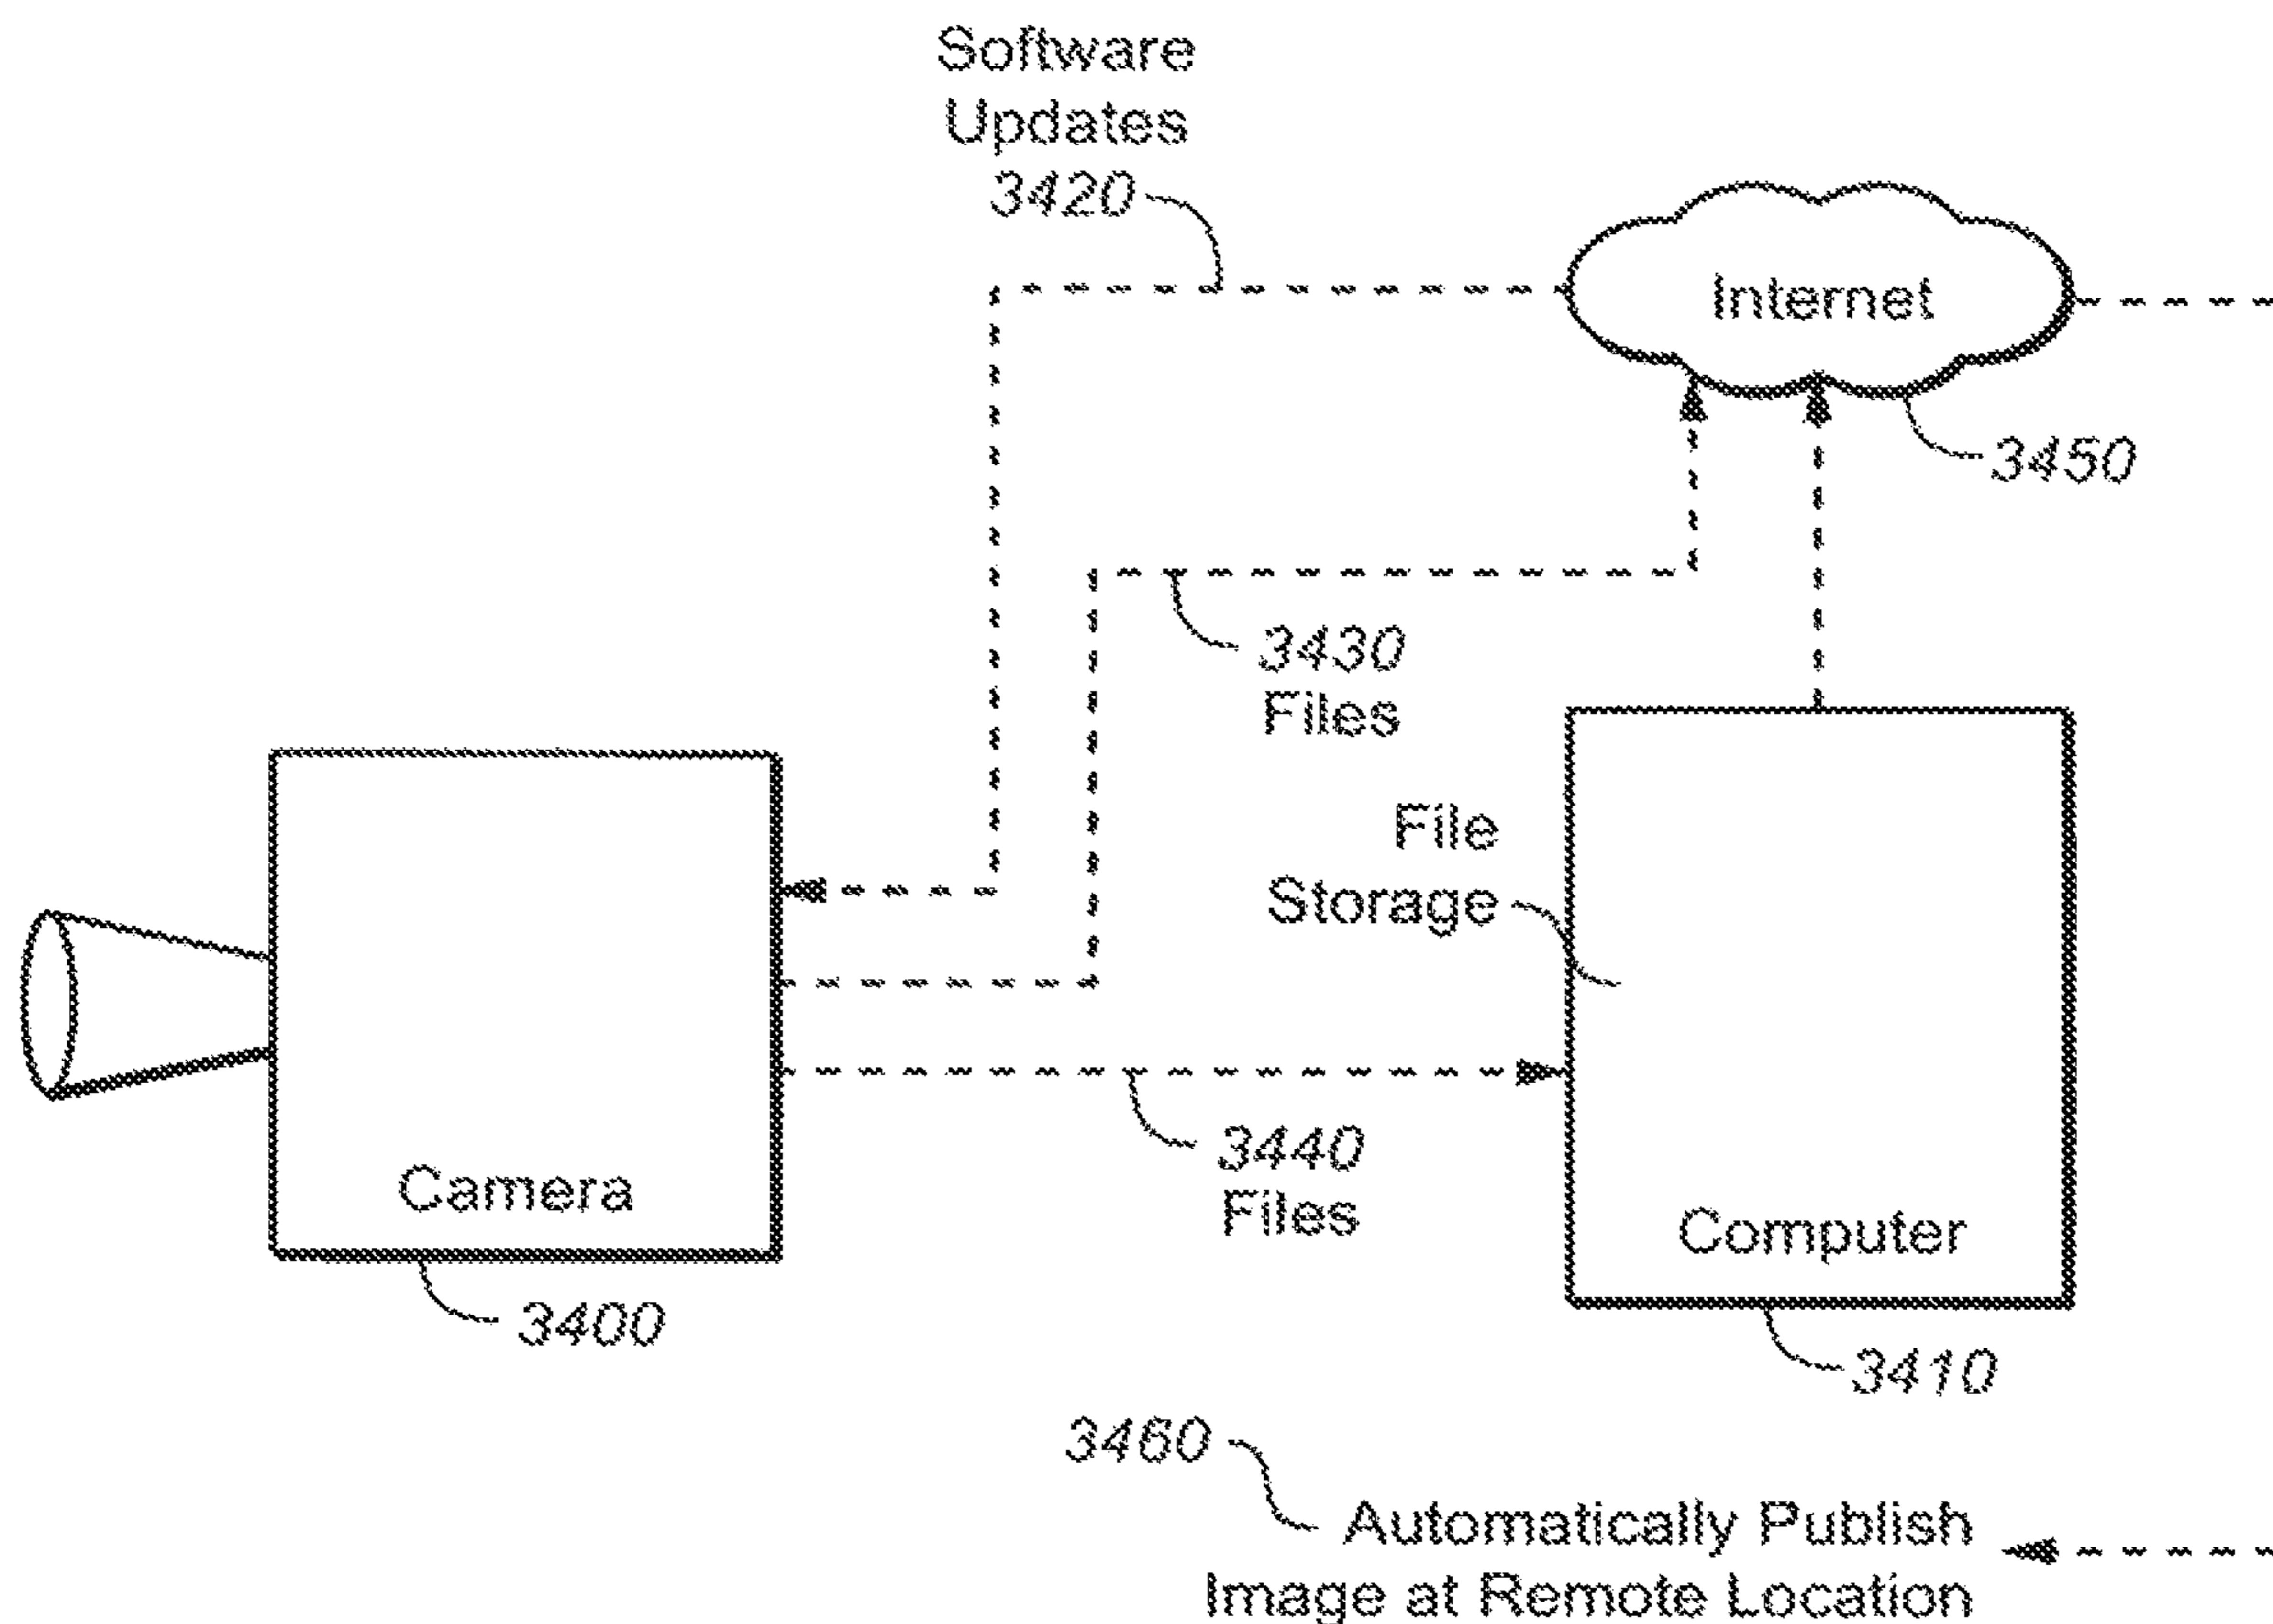 Software
Updates
3420
Internet
3450
3430
Files
File
Storage
Camera
3440
Files
Computer
3400
3410
3460
Automatically Publish
Image at Remote Location